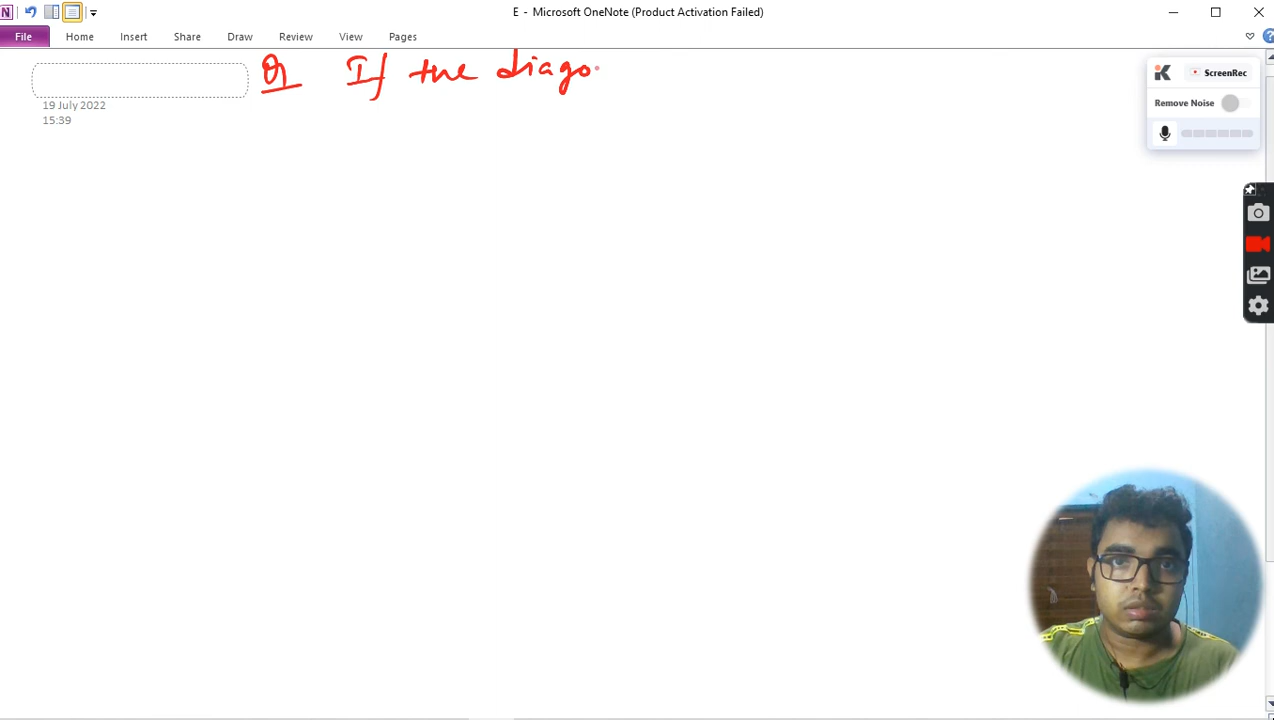 E - Microsoft OneNote (Product Activation Failed)
File Home Insert Share Draw Review View Pages
Q If the diago
19 July 2022
15:39
ScreenRec
Remove Noise